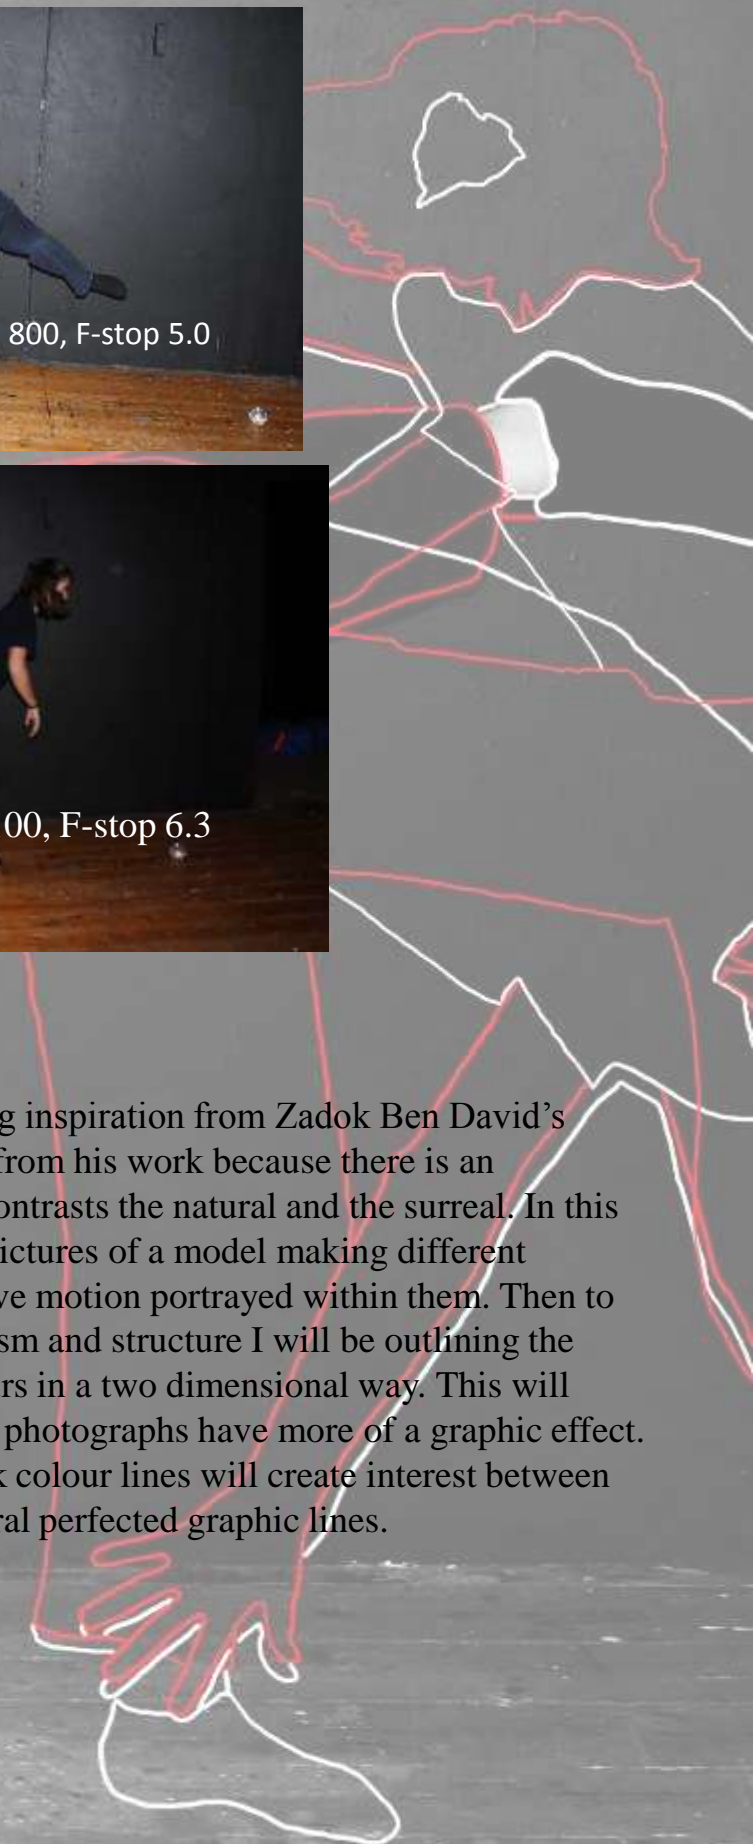 800, F-stop 5.0
00, F-stop 6.3
g inspiration from Zadok Ben David’s
from his work because there is an
ontrasts the natural and the surreal. In this
ictures of a model making different
ve motion portrayed within them. Then to
sm and structure I will be outlining the
rs in a two dimensional way. This will
photographs have more of a graphic effect.
k colour lines will create interest between
ral perfected graphic lines.